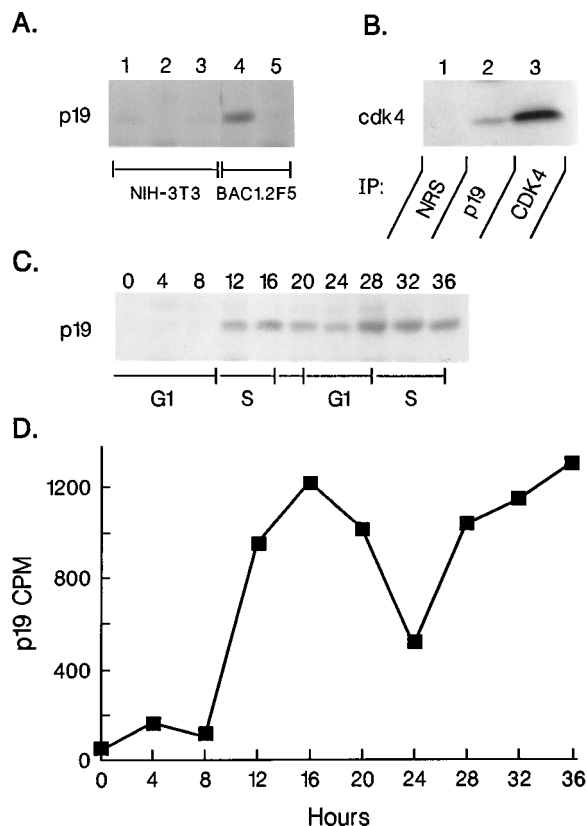 A.
1 2 3 4 5
p19
NIH-3T3 BAC1.2F5
B.
1 2 3
cdk4
IP: NRS p19 CDK4
C.
0 4 8 12 16 20 24 28 32 36
p19
G1 S G1 S
D.
p19 CPM
1200
800
400
0
0 4 8 12 16 20 24 28 32 36
Hours